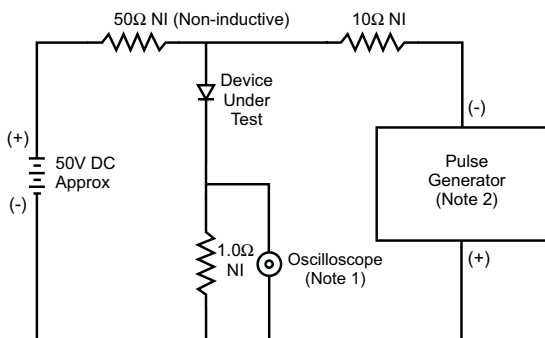 50Ω NI (Non-inductive)
10Ω NI
Device
Under
Test
(-)
(+)
50V DC
Approx
(-)
Pulse
Generator
(Note 2)
1.0Ω
NI
Oscilloscope
(Note 1)
(+)